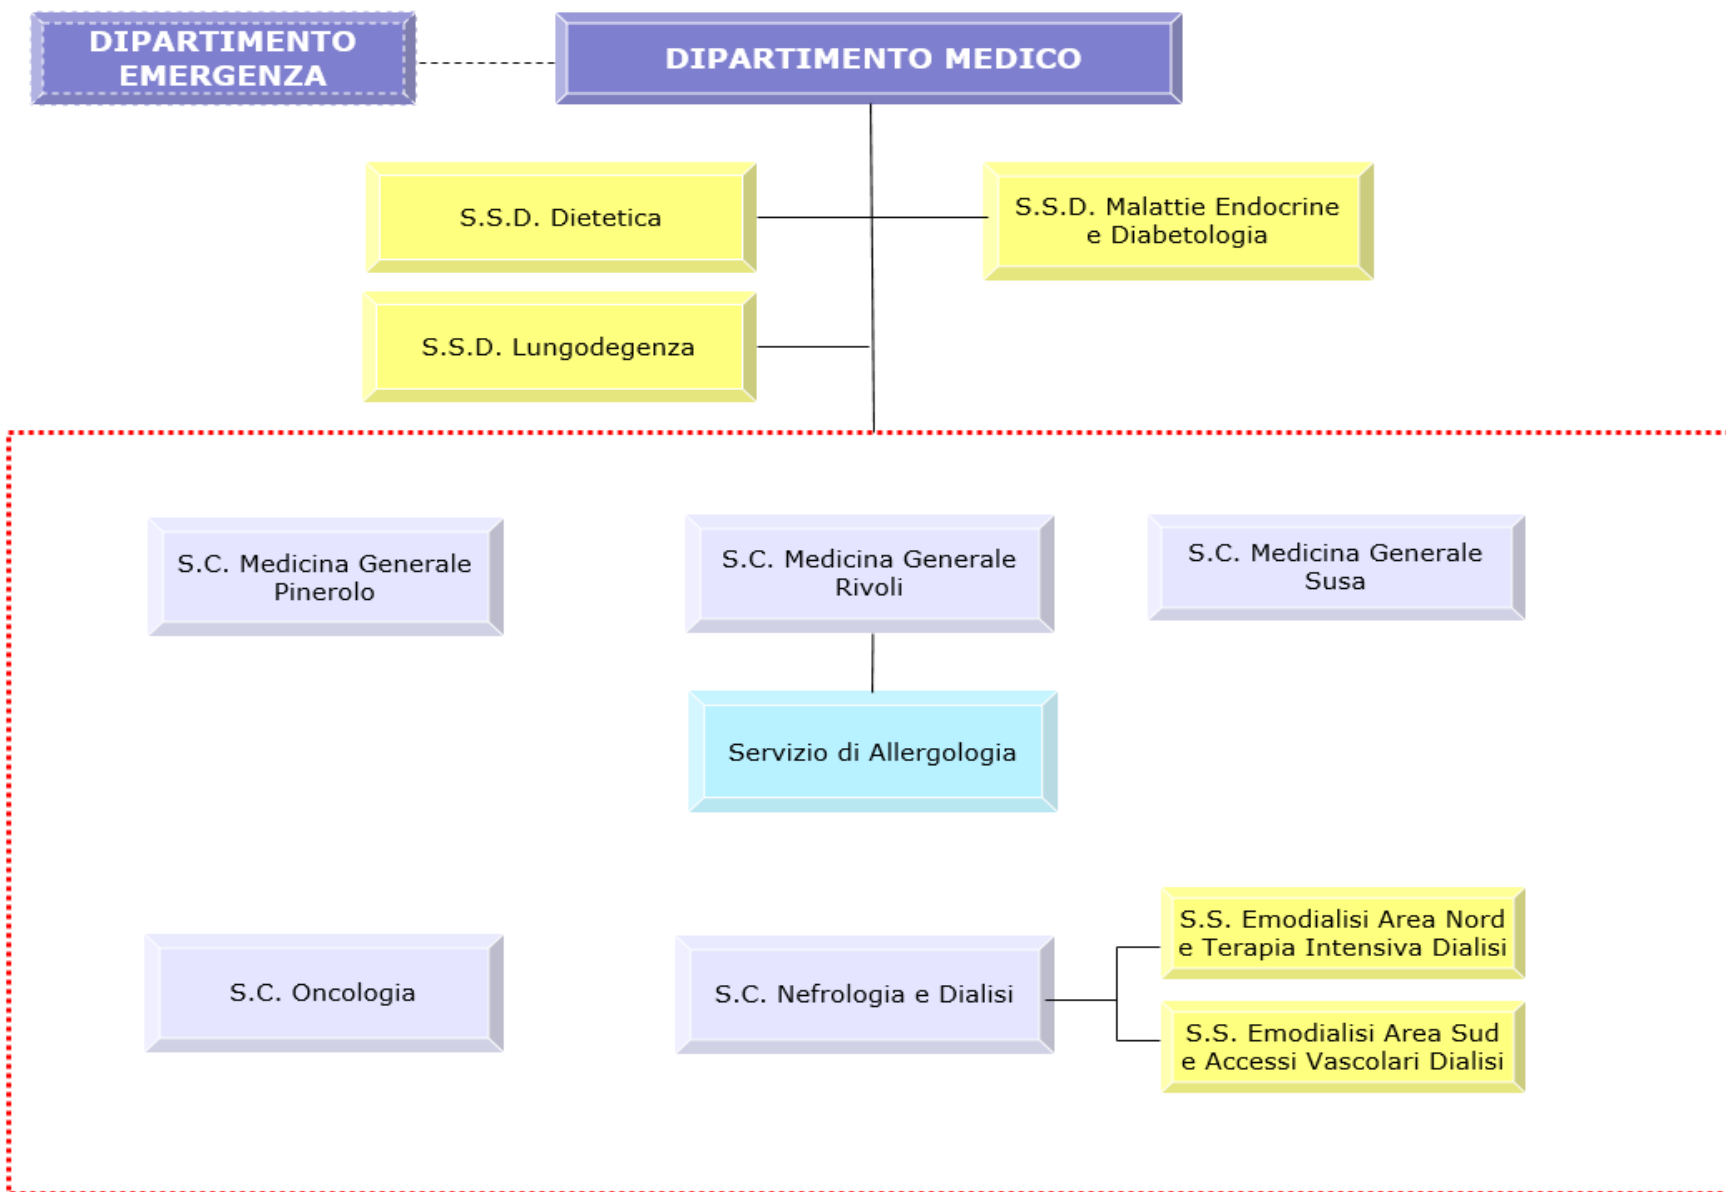 DIPARTIMENTO
EMERGENZA
DIPARTIMENTO MEDICO
S.S.D. Dietetica
S.S.D. Malattie Endocrine
e Diabetologia
S.S.D. Lungodegenza
S.C. Medicina Generale
Pinerolo
S.C. Medicina Generale
Rivoli
S.C. Medicina Generale
Susa
Servizio di Allergologia
S.C. Oncologia
S.C. Nefrologia e Dialisi
S.S. Emodialisi Area Nord
e Terapia Intensiva Dialisi
S.S. Emodialisi Area Sud
e Accessi Vascolari Dialisi